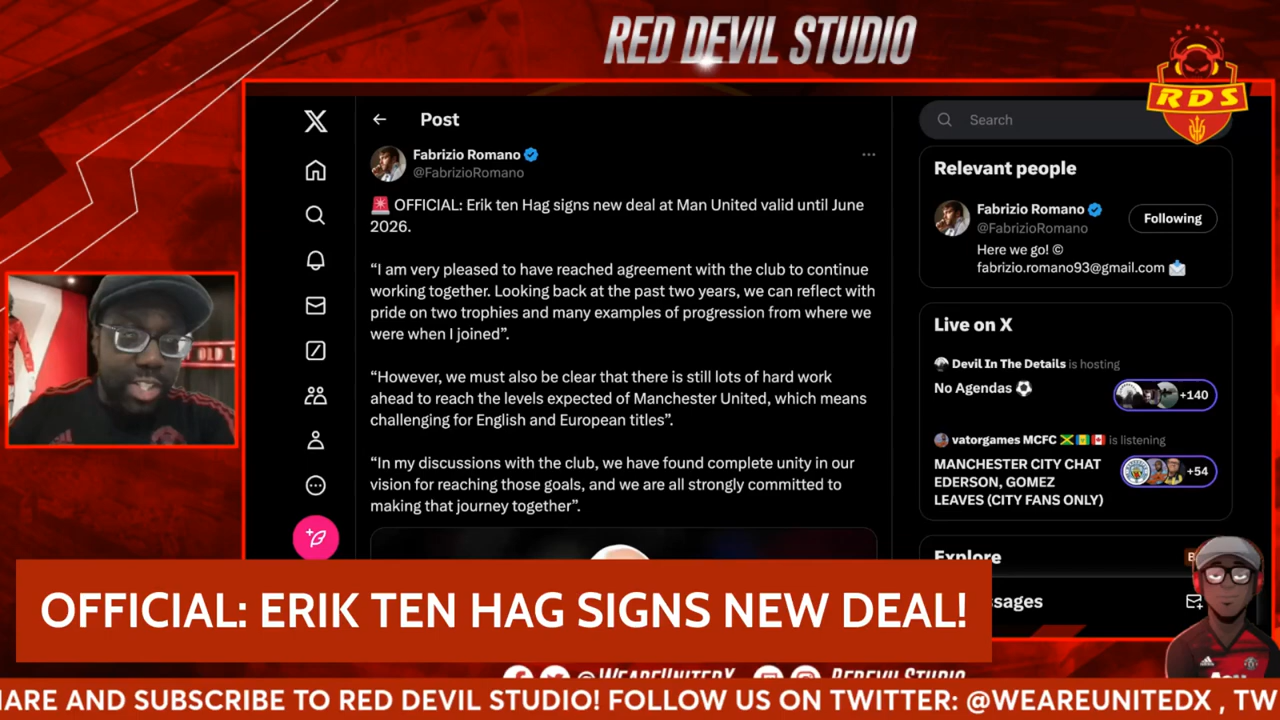 RED DEVIL STUDIO
RDS
Post
Search
Fabrizio Romano
@FabrizioRomano
🚨 OFFICIAL: Erik ten Hag signs new deal at Man United valid until June
2026.
“I am very pleased to have reached agreement with the club to continue
working together. Looking back at the past two years, we can reflect with
pride on two trophies and many examples of progression from where we
were when I joined”.
“However, we must also be clear that there is still lots of hard work
ahead to reach the levels expected of Manchester United, which means
challenging for English and European titles”.
“In my discussions with the club, we have found complete unity in our
vision for reaching those goals, and we are all strongly committed to
making that journey together”.
Relevant people
Fabrizio Romano
@FabrizioRomano
Following
Here we go! ©
fabrizio.romano93@gmail.com 📩
Live on X
Devil In The Details is hosting
No Agendas ⚽
+140
vatorgames MCFC 🇯🇲🇸🇳🇨🇦 is listening
MANCHESTER CITY CHAT
EDERSON, GOMEZ
LEAVES (CITY FANS ONLY)
+54
Explore
OLD
OFFICIAL: ERIK TEN HAG SIGNS NEW DEAL!
@WEAREUNITEDX
REDEVIL STUDIO
HARE AND SUBSCRIBE TO RED DEVIL STUDIO! FOLLOW US ON TWITTER: @WEAREUNITEDX , TW